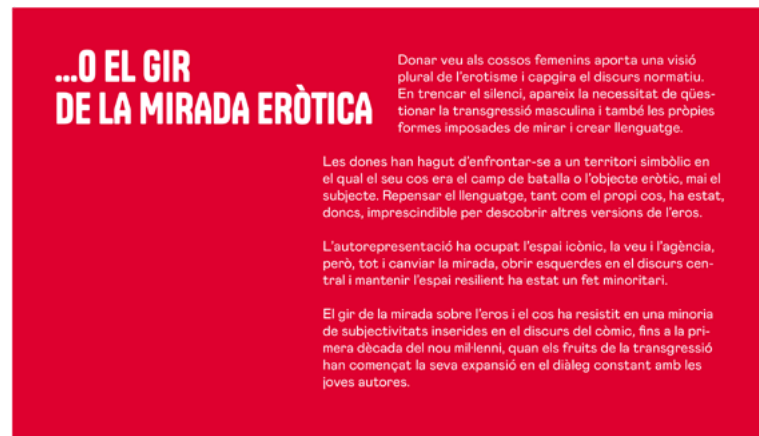 ...O EL GIR
DE LA MIRADA ERÒTICA
Donar veu als cossos femenins aporta una visió
plural de l'erotisme i capgira el discurs normatiu.
En trencar el silenci, apareix la necessitat de qües-
tionar la transgressió masculina i també les pròpies
formes imposades de mirar i crear llenguatge.
Les dones han hagut d'enfrontar-se a un territori simbòlic en
el qual el seu cos era el camp de batalla o l'objecte eròtic, mai el
subjecte. Repensar el llenguatge, tant com el propi cos, ha estat,
doncs, imprescindible per descobrir altres versions de l'eros.
L'autorepresentació ha ocupat l'espai icònic, la veu i l'agència,
però, tot i canviar la mirada, obrir esquerdes en el discurs cen-
tral i mantenir l'espai resilient ha estat un fet minoritari.
El gir de la mirada sobre l'eros i el cos ha resistit en una minoria
de subjectivitats inserides en el discurs del còmic, fins a la pri-
mera dècada del nou mil·lenni, quan els fruits de la transgressió
han començat la seva expansió en el diàleg constant amb les
joves autores.